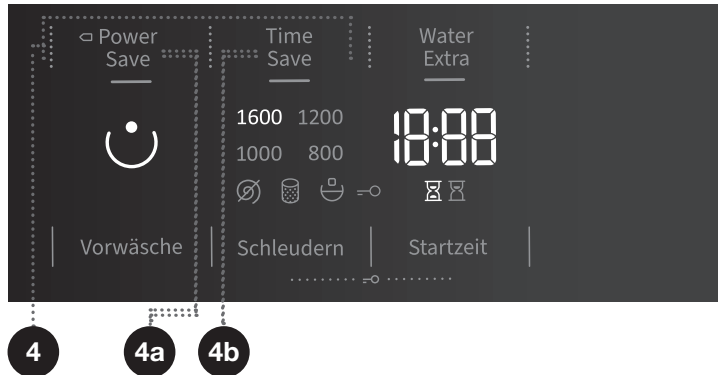 Power Save
Time Save
Water Extra
1600 1200
1000 800
18:88
Vorwäsche
Schleudern
Startzeit
4
4a
4b